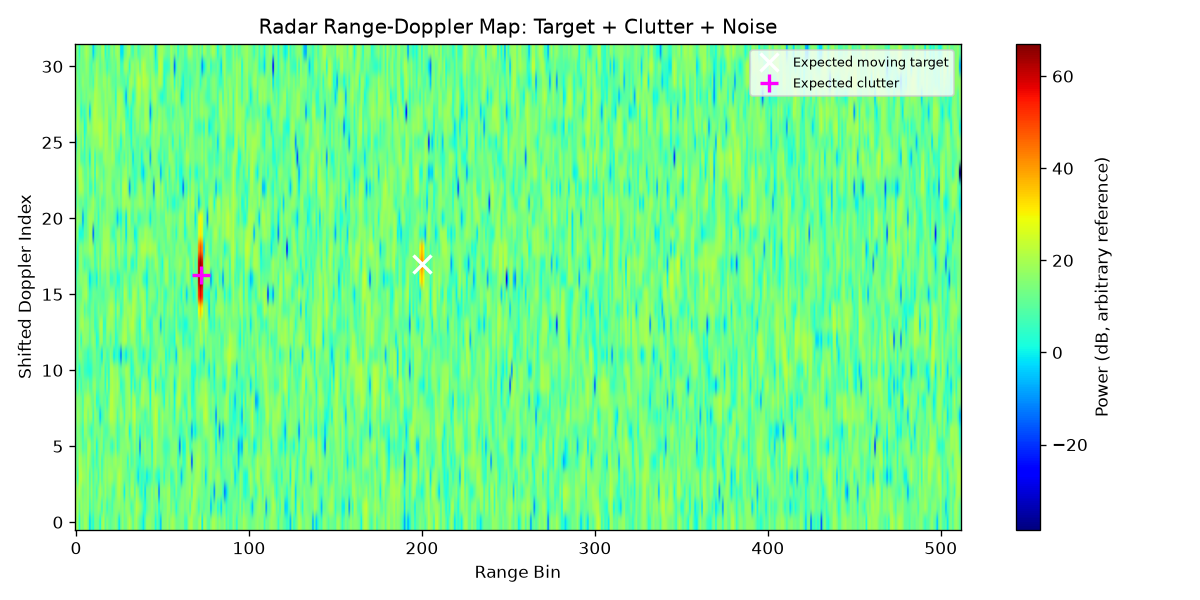 Radar Range-Doppler Map: Target + Clutter + Noise
Expected moving target
Expected clutter
Shifted Doppler Index
30
25
20
15
10
5
0
0 100 200 300 400 500
Range Bin
60
40
20
0
−20
Power (dB, arbitrary reference)